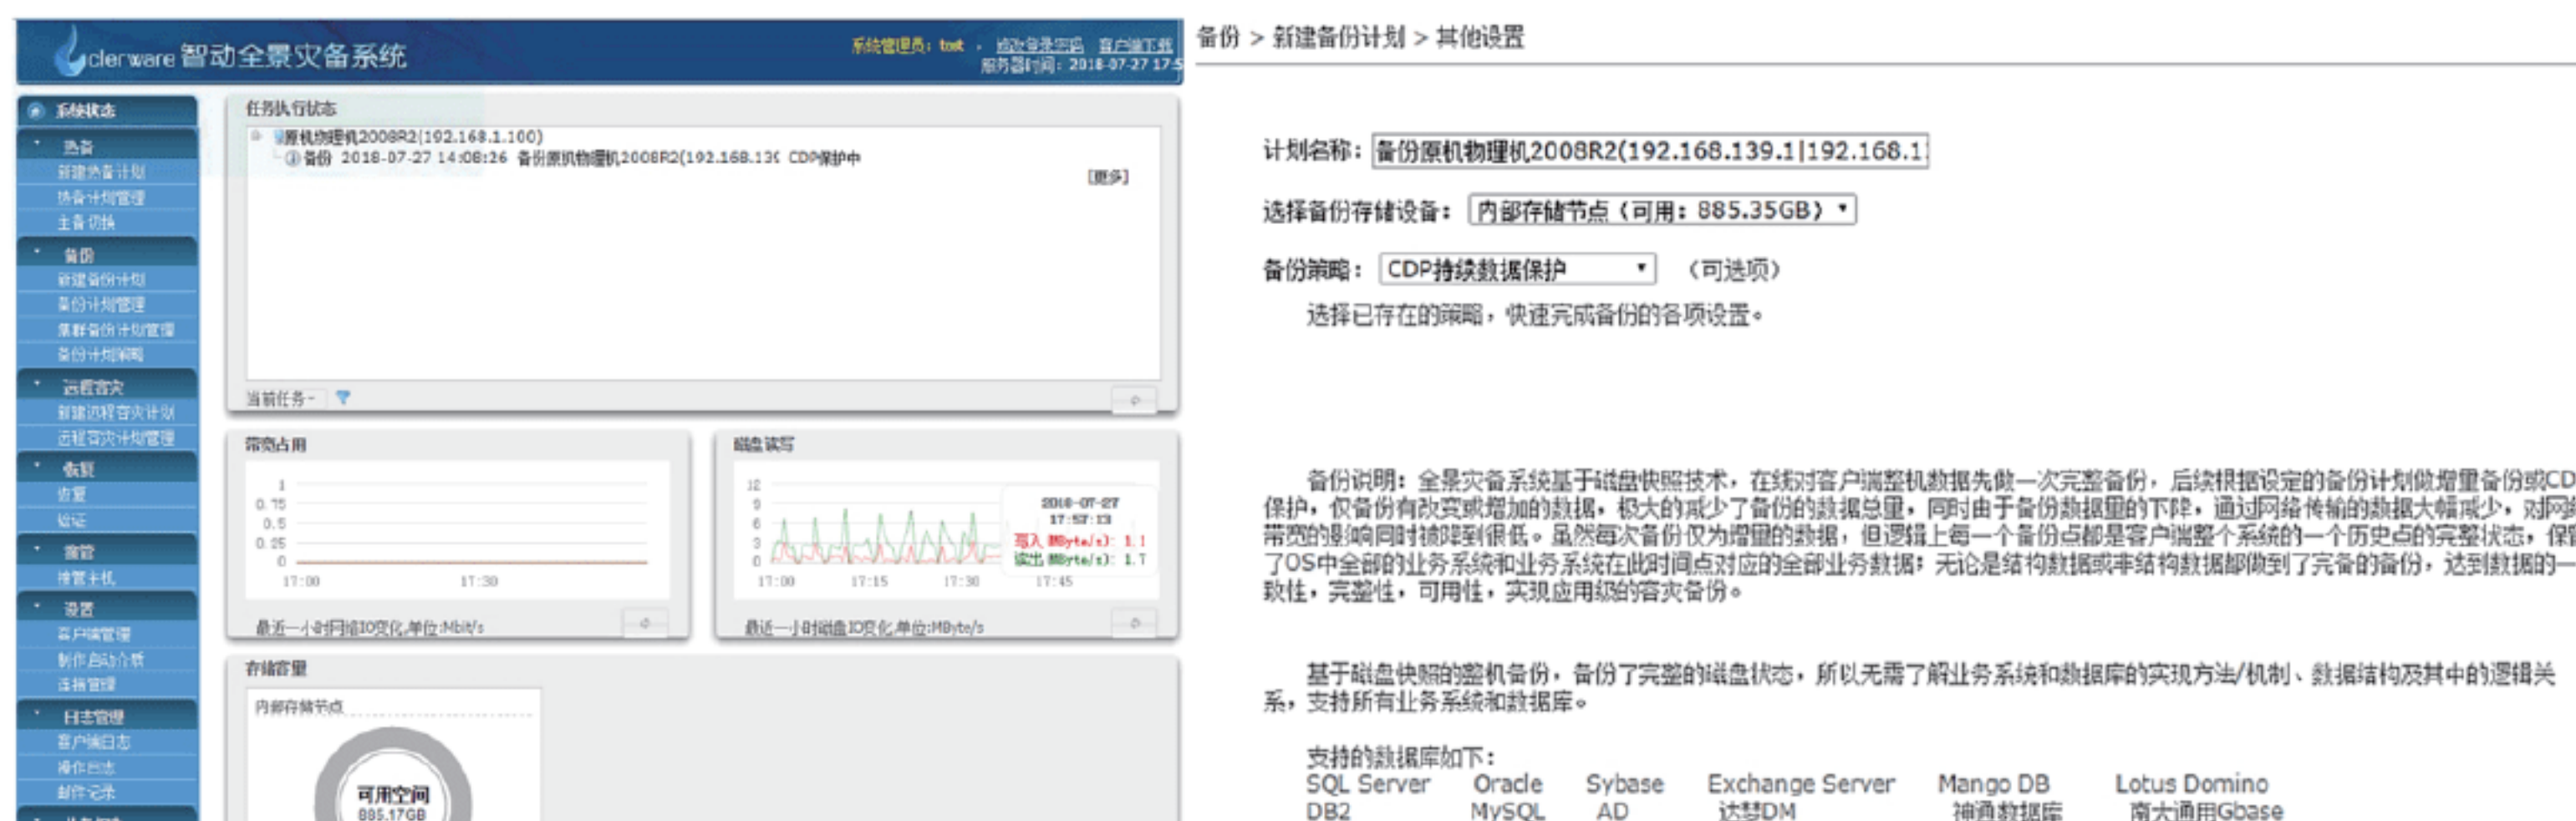 clerware 智动全景灾备系统
系统管理员：test ， 修改登录密码 客户端下载
服务器时间：2018-07-27 17:5
系统状态
热备
新建热备计划
热备计划管理
主备切换
备份
新建备份计划
备份计划管理
集群备份计划管理
备份计划策略
远程容灾
新建远程容灾计划
远程容灾计划管理
恢复
恢复
验证
接管
接管主机
设置
客户端管理
制作启动介质
连接管理
日志管理
客户端日志
操作日志
邮件记录
任务执行状态
原机物理机2008R2(192.168.1.100)
备份 2018-07-27 14:08:26 备份原机物理机2008R2(192.168.139 CDP保护中
[更多]
当前任务
带宽占用
1
0.75
0.5
0.25
0
17:00 17:30
最近一小时网络IO变化,单位:Mbit/s
磁盘读写
12
9
6
3
0
2018-07-27
17:57:13
写入(MByte/s): 1.1
读出(MByte/s): 1.7
17:00 17:15 17:30 17:45
最近一小时磁盘IO变化,单位:MByte/s
存储容量
内部存储节点
可用空间
885.17GB
备份 > 新建备份计划 > 其他设置
计划名称： 备份原机物理机2008R2(192.168.139.1|192.168.1
选择备份存储设备： 内部存储节点（可用：885.35GB）
备份策略： CDP持续数据保护 （可选项）
选择已存在的策略，快速完成备份的各项设置。
备份说明：全景灾备系统基于磁盘快照技术，在线对客户端整机数据先做一次完整备份，后续根据设定的备份计划做增量备份或CD
保护，仅备份有改变或增加的数据，极大的减少了备份的数据总量，同时由于备份数据量的下降，通过网络传输的数据大幅减少，对网络
带宽的影响同时被降到很低。虽然每次备份仅为增量的数据，但逻辑上每一个备份点都是客户端整个系统的一个历史点的完整状态，保留
了OS中全部的业务系统和业务系统在此时间点对应的全部业务数据；无论是结构数据或非结构数据都做到了完备的备份，达到数据的一
致性，完整性，可用性，实现应用级的容灾备份。
基于磁盘快照的整机备份，备份了完整的磁盘状态，所以无需了解业务系统和数据库的实现方法/机制、数据结构及其中的逻辑关
系，支持所有业务系统和数据库。
支持的数据库如下：
SQL Server Oracle Sybase Exchange Server Mango DB Lotus Domino
DB2 MySQL AD 达梦DM 神通数据库 南大通用Gbase